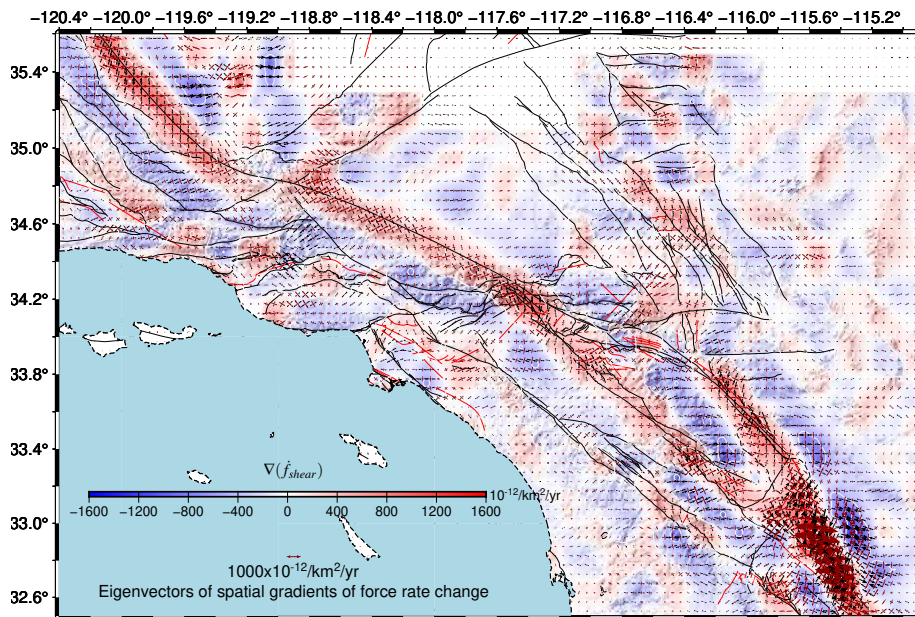 −120.4 −120.0° −119.6° −119.2° −118.8° −118.4° −118.0° −117.6° −117.2° −116.8° −116.4° −116.0° −115.6° −115.2°
35.4°
35.0°
34.6°
34.2°
33.8°
33.4°
33.0°
32.6°
∇(ḟshear)
10⁻¹²/km²/yr
−1600 −1200 −800 −400 0 400 800 1200 1600
1000x10⁻¹²/km²/yr
Eigenvectors of spatial gradients of force rate change